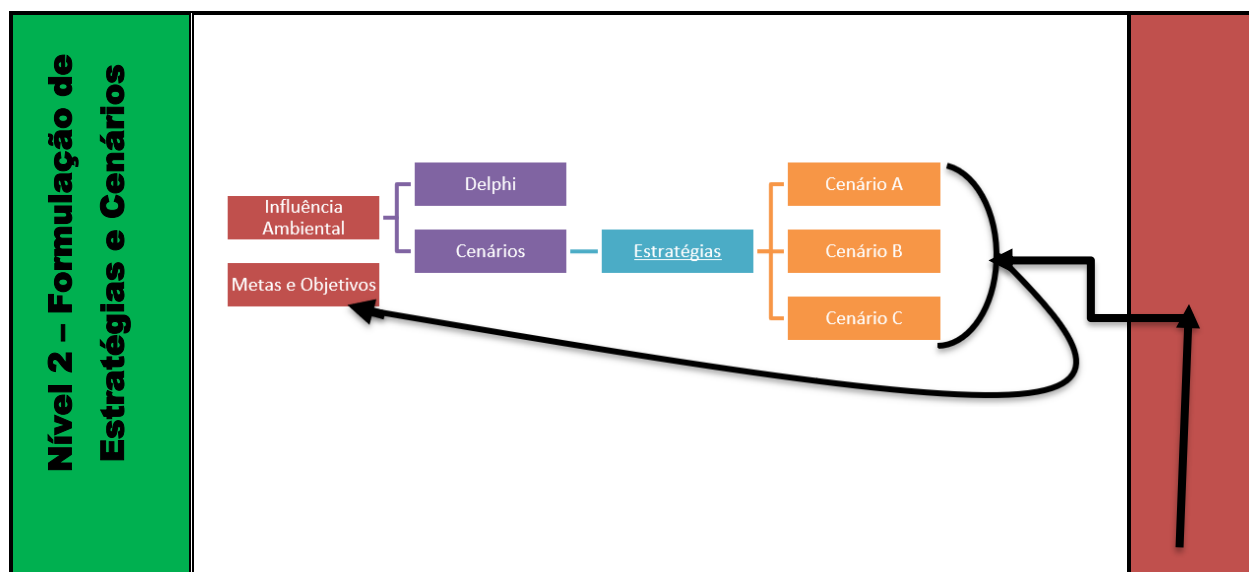 Nível 2 – Formulação de
Estratégias e Cenários
Influência
Ambiental
Metas e Objetivos
Delphi
Cenários
Estratégias
Cenário A
Cenário B
Cenário C